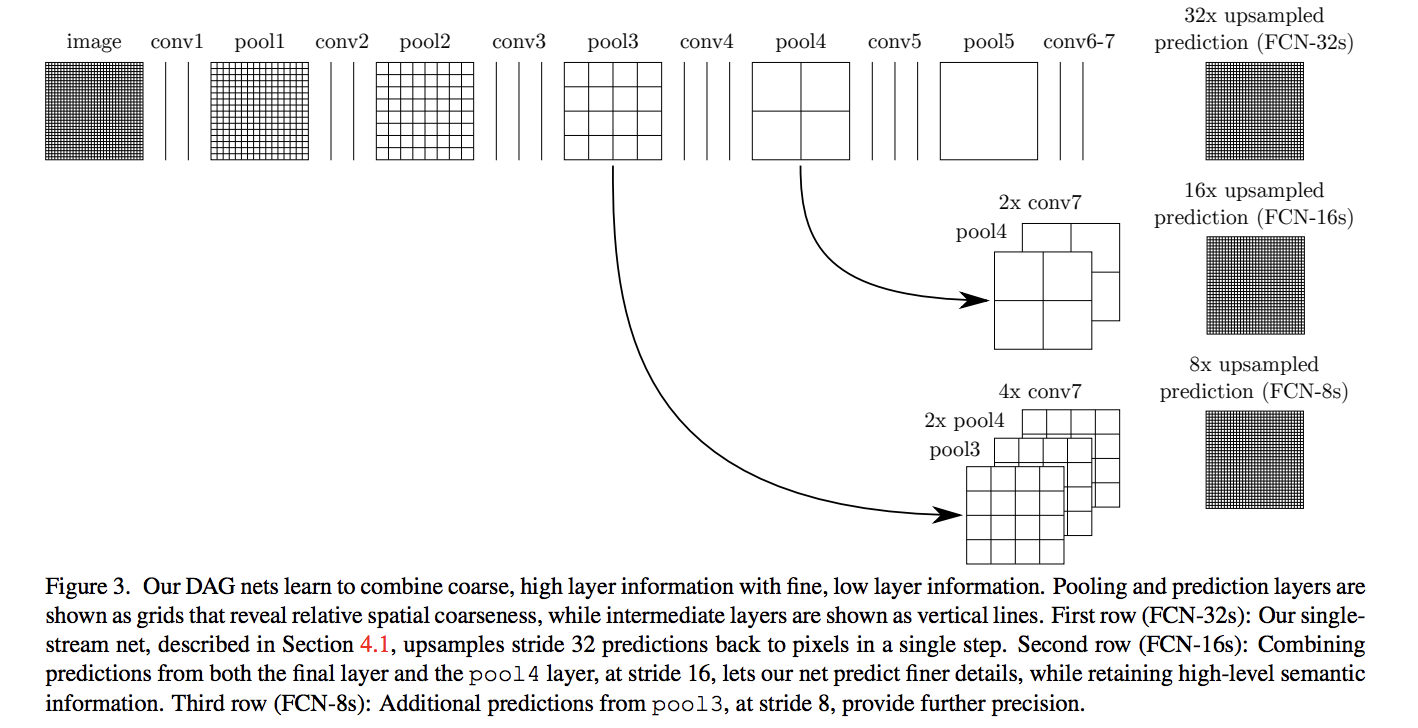 32x upsampled
image conv1 pool1 conv2 pool2 conv3 pool3 conv4 pool4 conv5 pool5 conv6-7 prediction (FCN-32s)
16x upsampled
2x conv7 prediction (FCN-16s)
pool4
8x upsampled
4x conv7 prediction (FCN-8s)
2x pool4
pool3
Figure 3. Our DAG nets learn to combine coarse, high layer information with fine, low layer information. Pooling and prediction layers are
shown as grids that reveal relative spatial coarseness, while intermediate layers are shown as vertical lines. First row (FCN-32s): Our single-
stream net, described in Section 4.1, upsamples stride 32 predictions back to pixels in a single step. Second row (FCN-16s): Combining
predictions from both the final layer and the pool4 layer, at stride 16, lets our net predict finer details, while retaining high-level semantic
information. Third row (FCN-8s): Additional predictions from pool3, at stride 8, provide further precision.